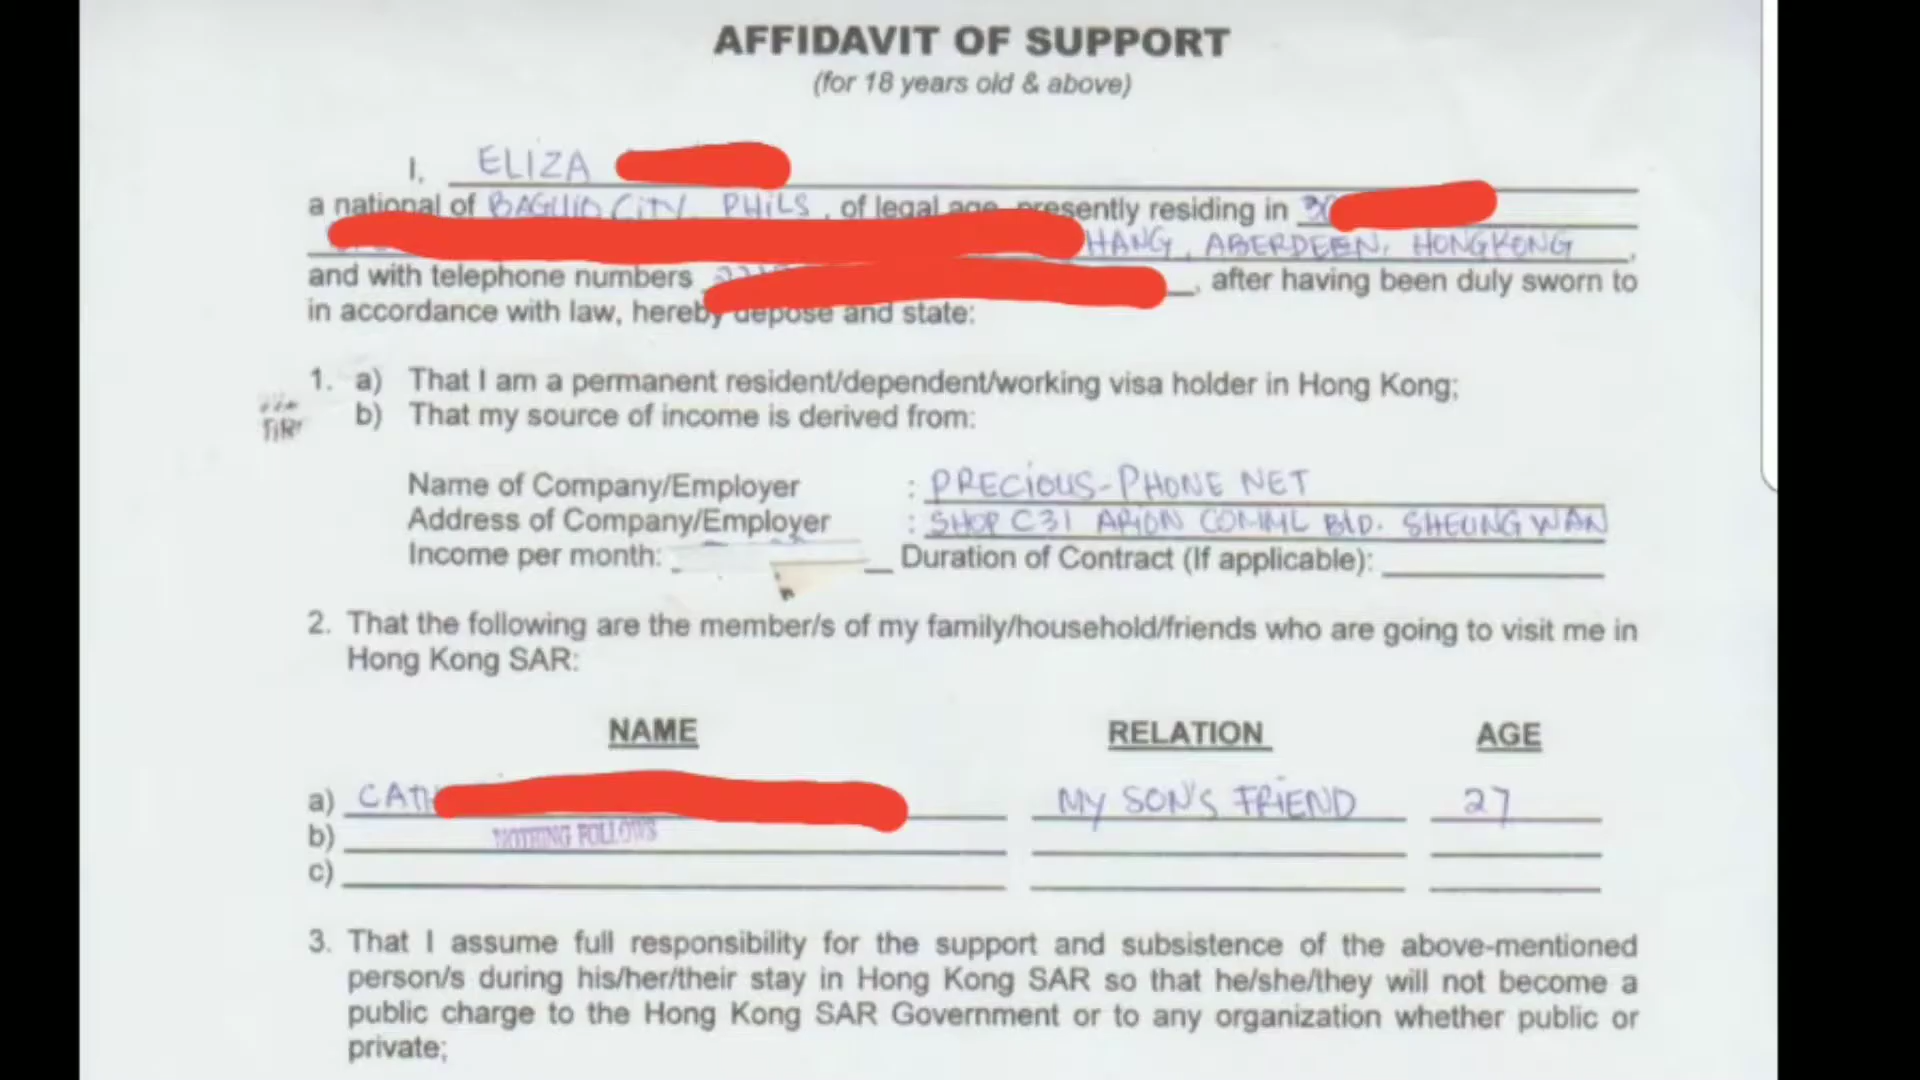 AFFIDAVIT OF SUPPORT
(for 18 years old & above)
I, ELIZA
a national of BAGUIO CITY, PHILS, of legal age, presently residing in 30
HANG, ABERDEEN, HONGKONG,
and with telephone numbers , after having been duly sworn to
in accordance with law, hereby depose and state:
1. a) That I am a permanent resident/dependent/working visa holder in Hong Kong;
b) That my source of income is derived from:
Name of Company/Employer : PRECIOUS-PHONE NET
Address of Company/Employer : SHOP C31 ARION COMML BLD. SHEUNG WAN
Income per month: Duration of Contract (If applicable):
2. That the following are the member/s of my family/household/friends who are going to visit me in
Hong Kong SAR:
NAME RELATION AGE
a) CATH MY SON'S FRIEND 27
b) NOTHING FOLLOWS
c)
3. That I assume full responsibility for the support and subsistence of the above-mentioned
person/s during his/her/their stay in Hong Kong SAR so that he/she/they will not become a
public charge to the Hong Kong SAR Government or to any organization whether public or
private;